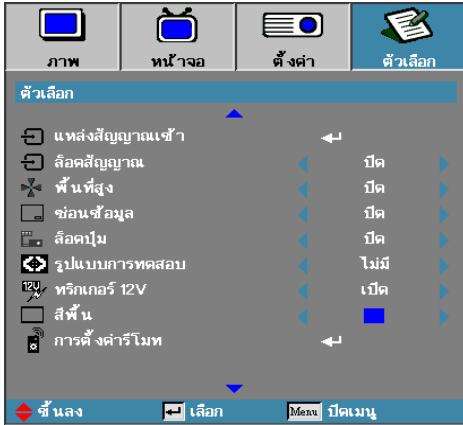 ภาพ หน้าจอ ตั้งค่า ตัวเลือก
ตัวเลือก
แหล่งสัญญาณเข้า
ล็อคสัญญาณ ปิด
พื้นที่สูง ปิด
ซ่อนข้อมูล ปิด
ล็อคปุ่ม ปิด
รูปแบบการทดสอบ ไม่มี
12V ทริกเกอร์ 12V เปิด
สีพื้น
การตั้งค่ารีโมท
ขึ้นลง เลือก Menu ปิดเมนู